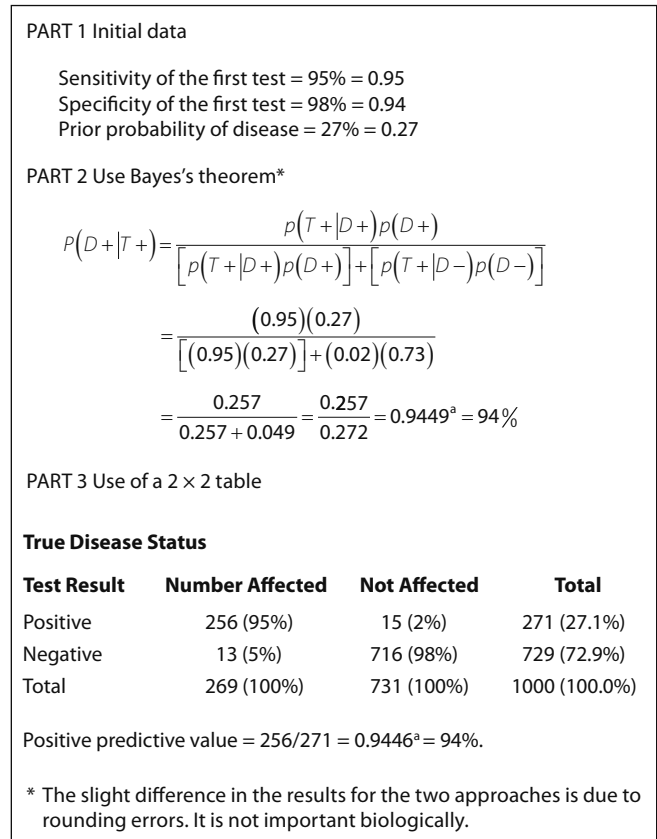 PART 1 Initial data
Sensitivity of the first test = 95% = 0.95
Specificity of the first test = 98% = 0.94
Prior probability of disease = 27% = 0.27
PART 2 Use Bayes's theorem*
P(D+|T+) = p(T+|D+)p(D+) / [p(T+|D+)p(D+)]+[p(T+|D−)p(D−)]
= (0.95)(0.27) / [(0.95)(0.27)]+(0.02)(0.73)
= 0.257 / 0.257+0.049 = 0.257 / 0.272 = 0.9449ª = 94%
PART 3 Use of a 2 × 2 table
True Disease Status
Test Result Number Affected Not Affected Total
Positive 256 (95%) 15 (2%) 271 (27.1%)
Negative 13 (5%) 716 (98%) 729 (72.9%)
Total 269 (100%) 731 (100%) 1000 (100.0%)
Positive predictive value = 256/271 = 0.9446ª = 94%.
* The slight difference in the results for the two approaches is due to
rounding errors. It is not important biologically.